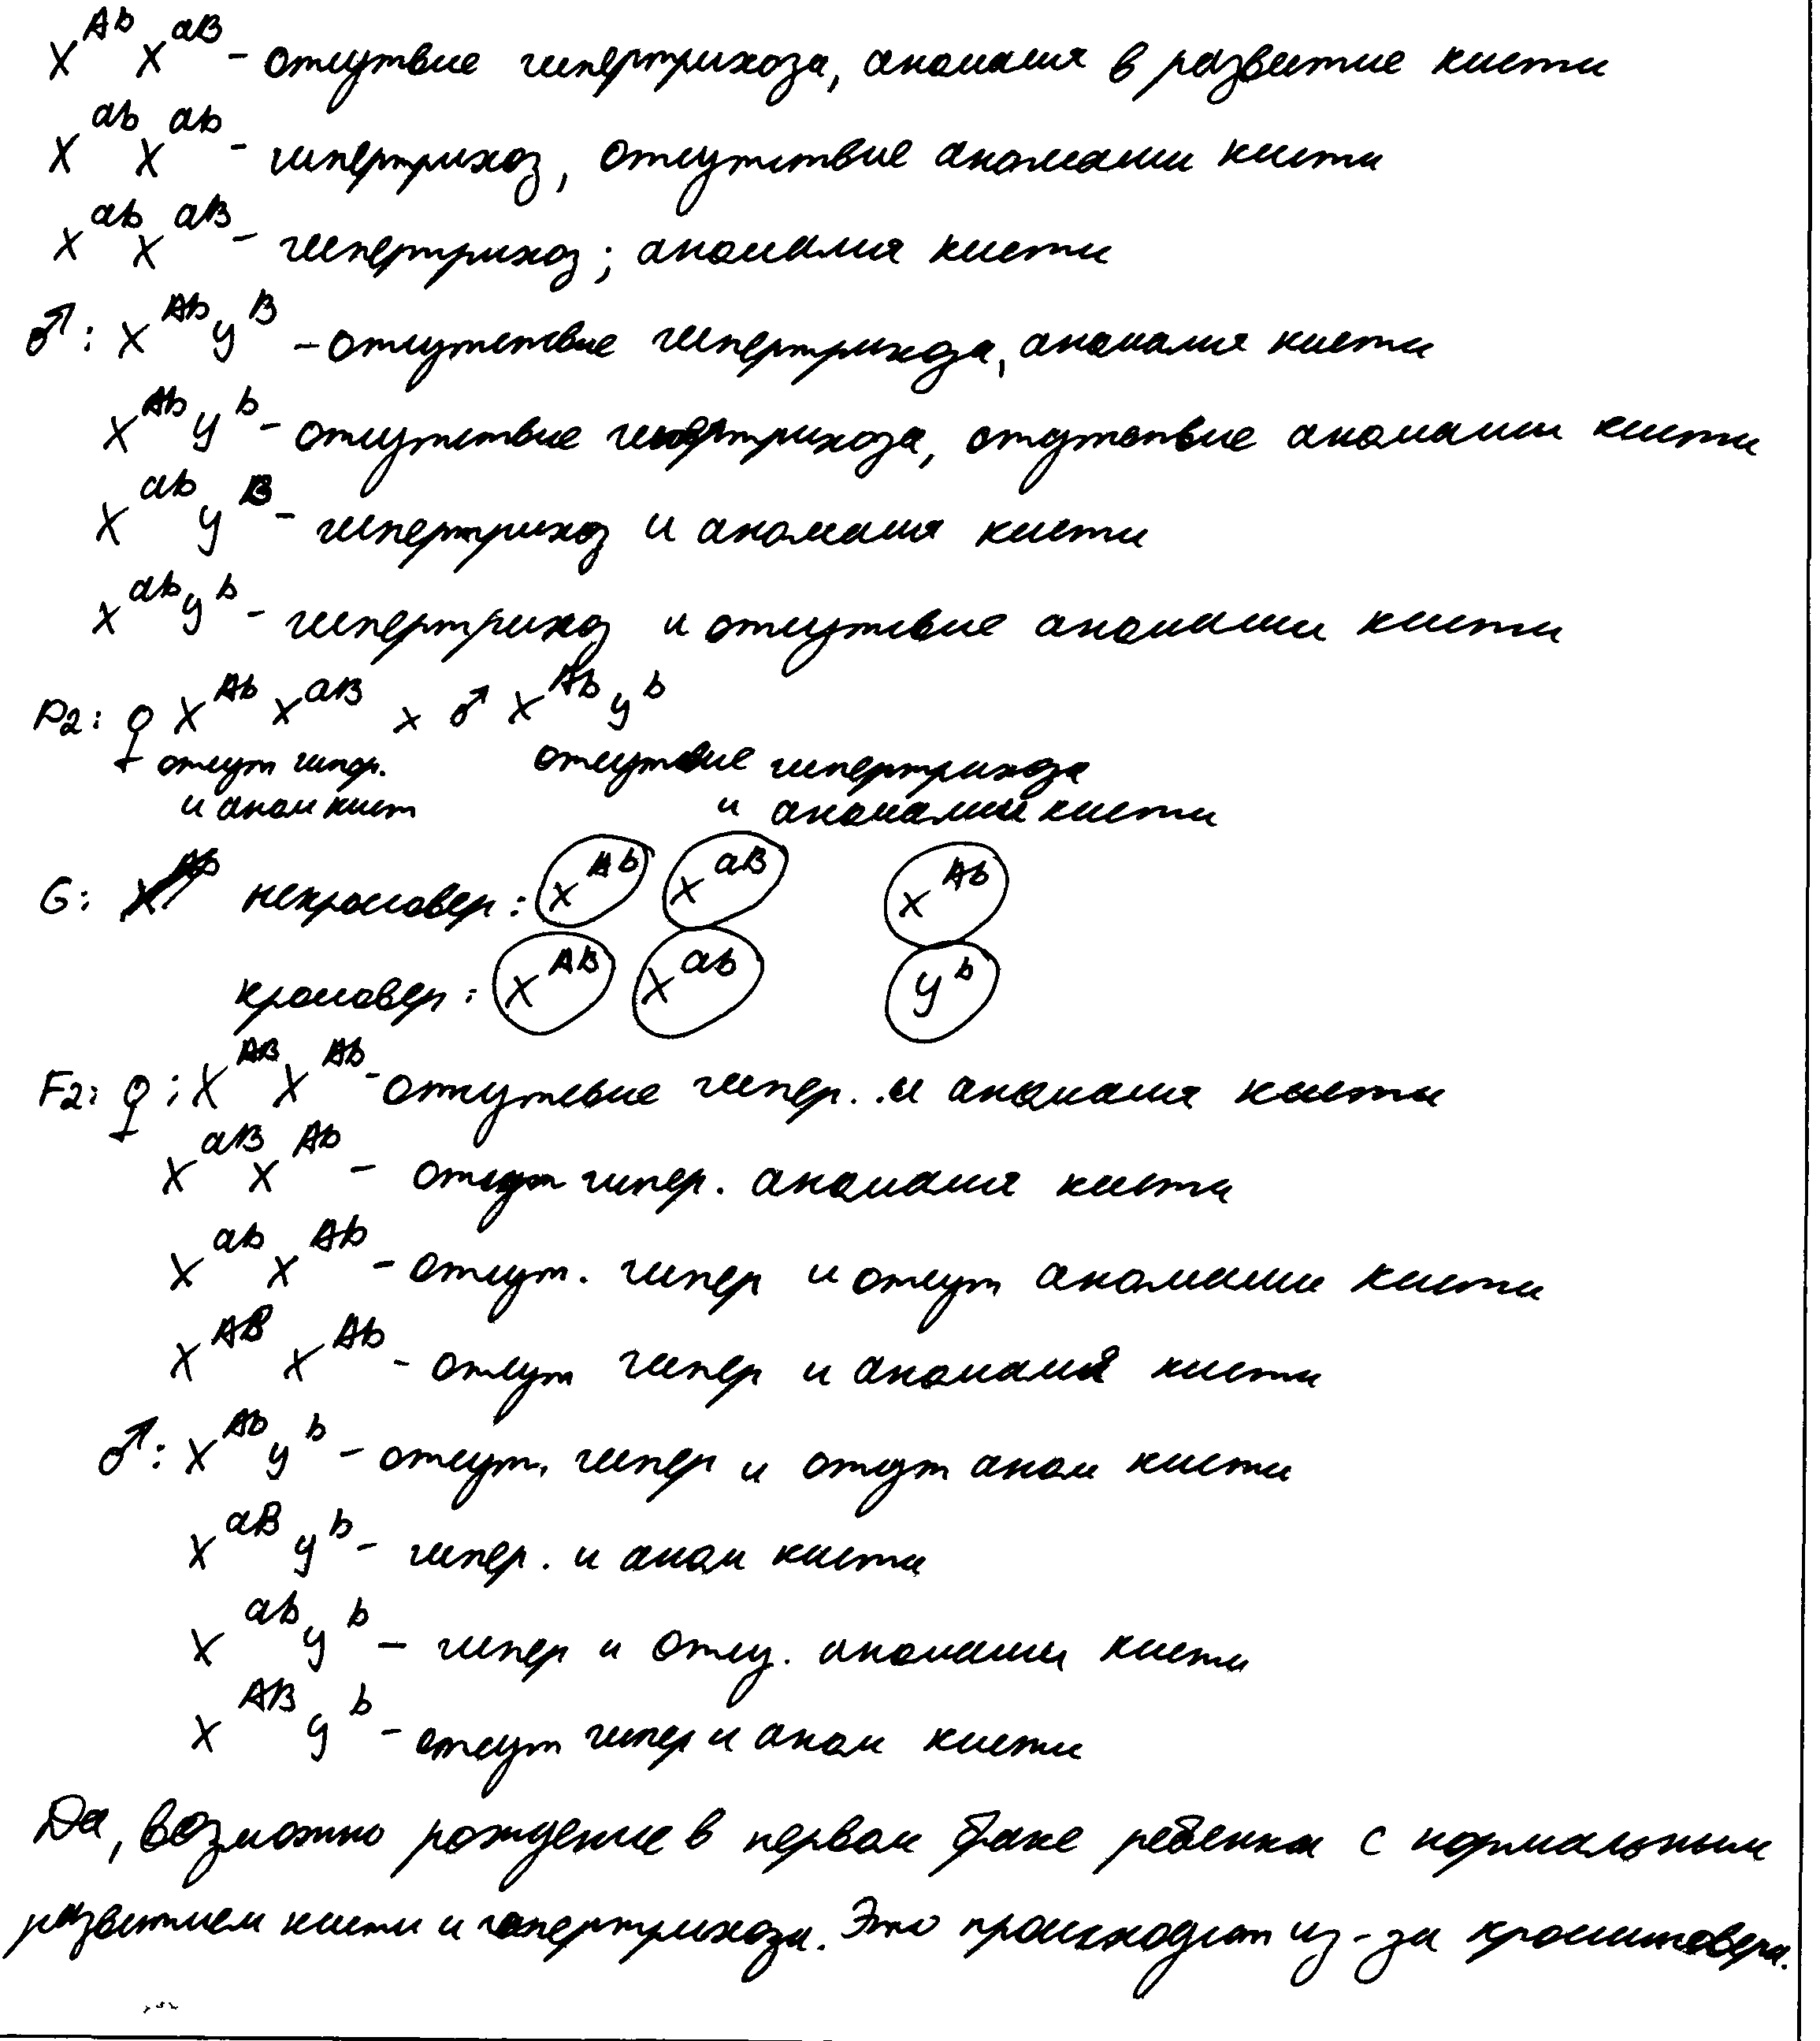 X^Ab X^aB - отсутвие гипертрихоза, аномалия в развитие кисти
X^ab X^ab - гипертрихоз, отсутствие аномалии кисти
X^ab X^aB - гипертрихоз; аномалия кисти
♂: X^Ab y^B - отсутствие гипертрихоза, аномалия кисти
X^Ab y^b - отсутствие гипертрихоза, отсутствие аномалии кисти
X^ab y^B - гипертрихоз и аномалия кисти
X^ab y^b - гипертрихоз и отсутвие аномалии кисти
P2: ♀ X^Ab X^aB x ♂ X^Ab y^b
отсут гипер. отсутвие гипертрихоза
и аном кист и аномалии кисти
G: некроссовер: X^Ab X^aB X^Ab
кроссовер: X^AB X^ab y^b
F2: ♀: X^AB X^Ab - отсутсвие гипер. и аномалия кисти
X^aB X^Ab - отсут гипер. аномалия кисти
X^ab X^Ab - отсут. гипер и отсут аномалии кисти
X^AB X^Ab - отсут гипер и аномалия кисти
♂: X^Ab y^b - отсут. гипер и отсут аном кисти
X^aB y^b - гипер. и аном кисти
X^ab y^b - гипер и отсу. аномалии кисти
X^AB y^b - отсут гипер и аном кисти
Да, возможно рождение в первом браке ребенка с нормальным
развитием кисти и гипертрихоза. Это происходит из-за кроссинговера.